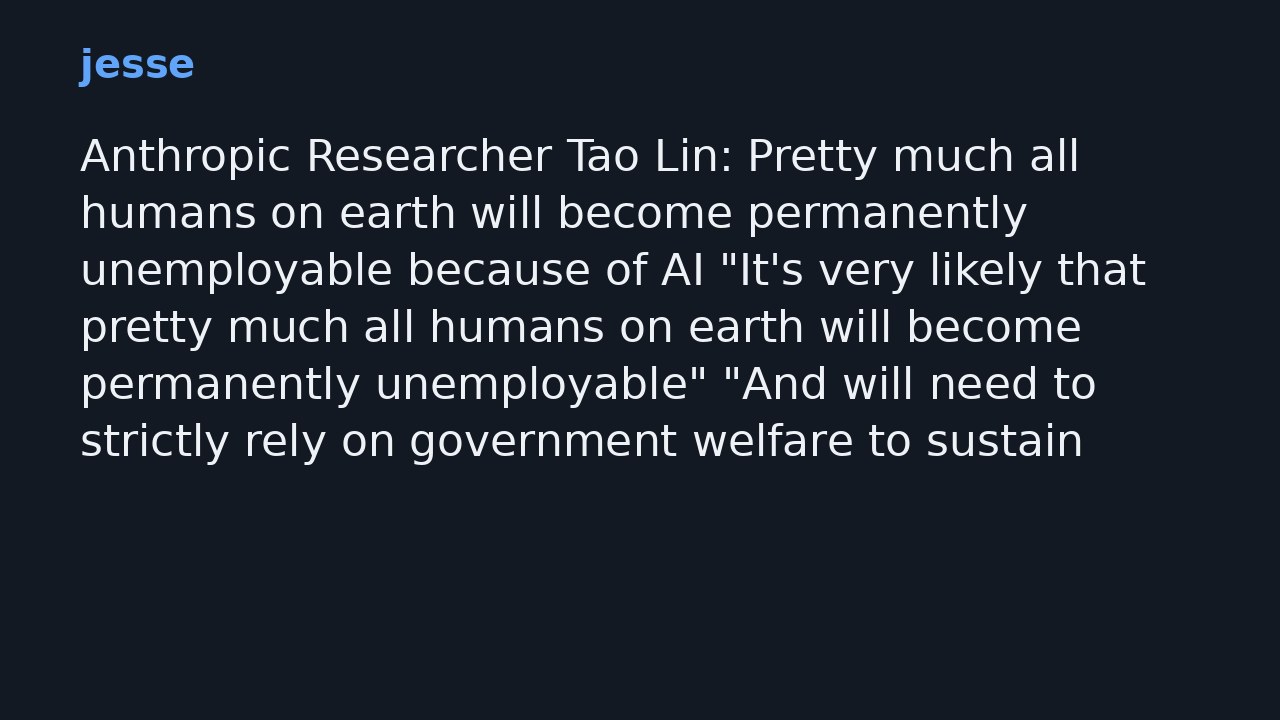 jesse
Anthropic Researcher Tao Lin: Pretty much all
humans on earth will become permanently
unemployable because of AI "It's very likely that
pretty much all humans on earth will become
permanently unemployable" "And will need to
strictly rely on government welfare to sustain